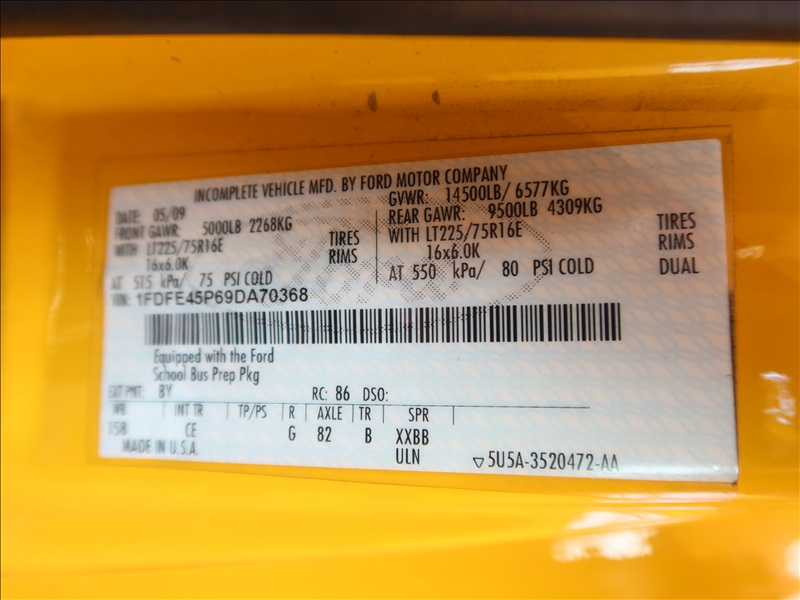 INCOMPLETE VEHICLE MFD. BY FORD MOTOR COMPANY
DATE: 05/09 GVWR: 14500LB/ 6577KG
FRONT GAWR: 5000LB 2268KG REAR GAWR: 9500LB 4309KG
WITH LT225/75R16E TIRES WITH LT225/75R16E TIRES
16x6.0K RIMS 16x6.0K RIMS
AT 515 kPa/ 75 PSI COLD AT 550 kPa/ 80 PSI COLD DUAL
VIN: 1FDFE45P69DA70368
Equipped with the Ford
School Bus Prep Pkg
EXT PNT: BY RC: 86 DSO:
WB INT TR TP/PS R AXLE TR SPR
158 CE G 82 B XXBB
MADE IN U.S.A. ULN ▽5U5A-3520472-AA